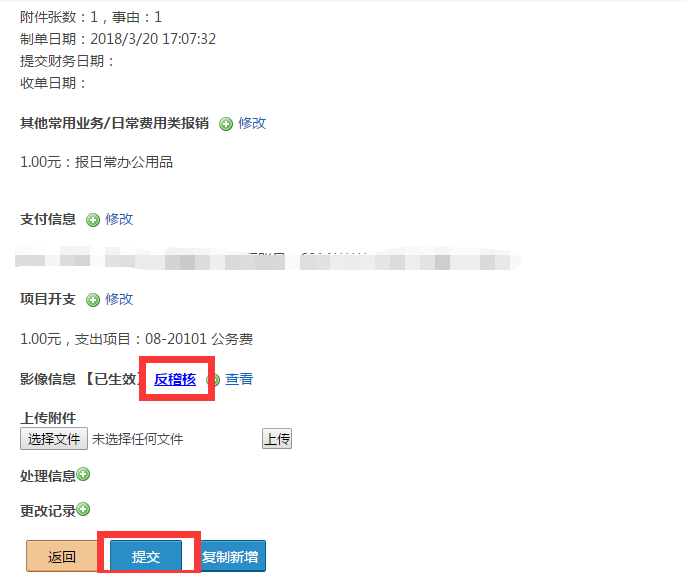 附件张数：1，事由：1
制单日期：2018/3/20 17:07:32
提交财务日期：
收单日期：
其他常用业务/日常费用类报销 修改
1.00元：报日常办公用品
支付信息 修改
项目开支 修改
1.00元，支出项目：08-20101 公务费
影像信息 【已生效】 反稽核 查看
上传附件
选择文件 未选择任何文件 上传
处理信息
更改记录
返回 提交 复制新增